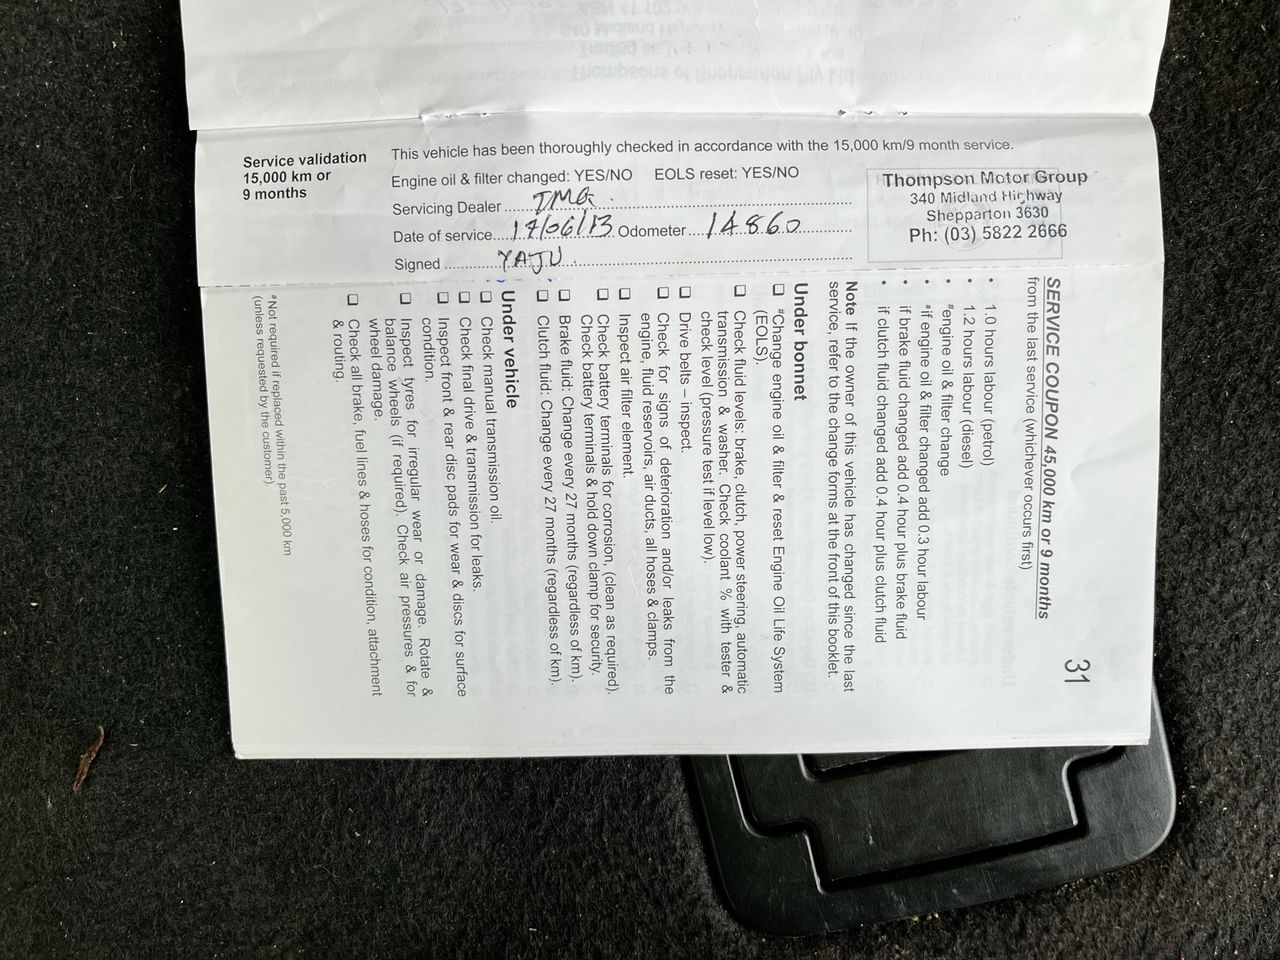 Service validation
15,000 km or
9 months
This vehicle has been thoroughly checked in accordance with the 15,000 km/9 month service.
Engine oil & filter changed: YES/NO EOLS reset: YES/NO
Servicing Dealer TMG
Date of service 17/06/13 Odometer 14860
Signed YAJU
Thompson Motor Group
340 Midland Highway
Shepparton 3630
Ph: (03) 5822 2666
31
SERVICE COUPON 45,000 km or 9 months
from the last service (whichever occurs first)
• 1.0 hours labour (petrol)
• 1.2 hours labour (diesel)
• #engine oil & filter change
• #if engine oil & filter changed add 0.3 hour labour
• if brake fluid changed add 0.4 hour plus brake fluid
• if clutch fluid changed add 0.4 hour plus clutch fluid
Note If the owner of this vehicle has changed since the last
service, refer to the change forms at the front of this booklet.
Under bonnet
☐ #Change engine oil & filter & reset Engine Oil Life System
(EOLS).
☐ Check fluid levels: brake, clutch, power steering, automatic
transmission & washer. Check coolant % with tester &
check level (pressure test if level low).
☐ Drive belts – inspect.
☐ Check for signs of deterioration and/or leaks from the
engine, fluid reservoirs, air ducts, all hoses & clamps.
☐ Inspect air filter element.
☐ Check battery terminals for corrosion, (clean as required).
Check battery terminals & hold down clamp for security.
☐ Brake fluid: Change every 27 months (regardless of km).
☐ Clutch fluid: Change every 27 months (regardless of km).
Under vehicle
☐ Check manual transmission oil.
☐ Check final drive & transmission for leaks.
☐ Inspect front & rear disc pads for wear & discs for surface
condition.
☐ Inspect tyres for irregular wear or damage. Rotate &
balance wheels (if required). Check air pressures & for
wheel damage.
☐ Check all brake, fuel lines & hoses for condition, attachment
& routing.
#Not required if replaced within the past 5,000 km
(unless requested by the customer).